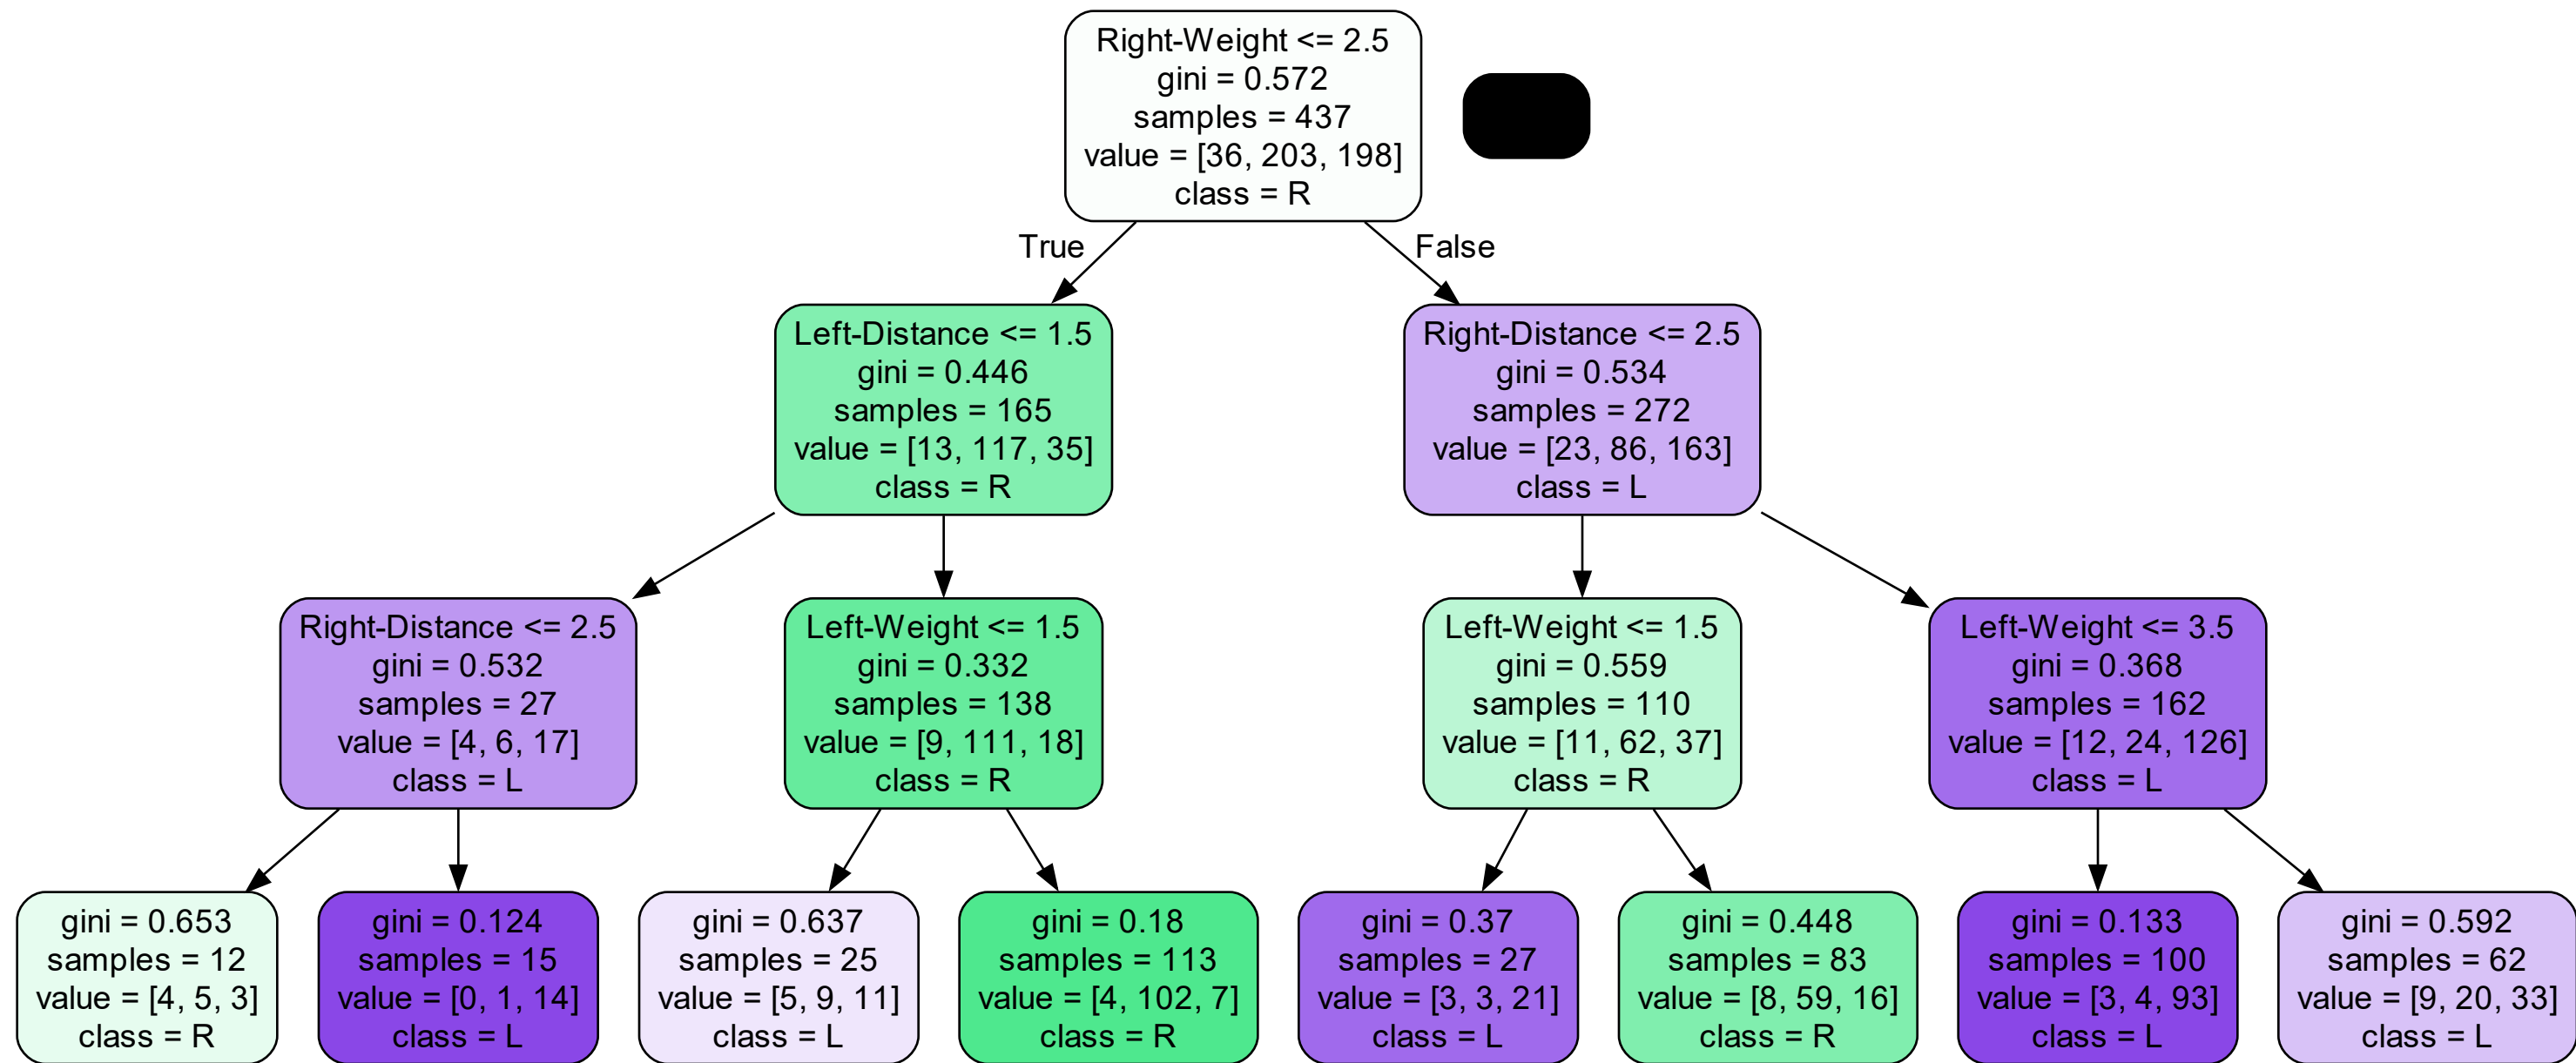 Right-Weight <= 2.5
gini = 0.572
samples = 437
value = [36, 203, 198]
class = R
True
False
Left-Distance <= 1.5
gini = 0.446
samples = 165
value = [13, 117, 35]
class = R
Right-Distance <= 2.5
gini = 0.534
samples = 272
value = [23, 86, 163]
class = L
Right-Distance <= 2.5
gini = 0.532
samples = 27
value = [4, 6, 17]
class = L
Left-Weight <= 1.5
gini = 0.332
samples = 138
value = [9, 111, 18]
class = R
Left-Weight <= 1.5
gini = 0.559
samples = 110
value = [11, 62, 37]
class = R
Left-Weight <= 3.5
gini = 0.368
samples = 162
value = [12, 24, 126]
class = L
gini = 0.653
samples = 12
value = [4, 5, 3]
class = R
gini = 0.124
samples = 15
value = [0, 1, 14]
class = L
gini = 0.637
samples = 25
value = [5, 9, 11]
class = L
gini = 0.18
samples = 113
value = [4, 102, 7]
class = R
gini = 0.37
samples = 27
value = [3, 3, 21]
class = L
gini = 0.448
samples = 83
value = [8, 59, 16]
class = R
gini = 0.133
samples = 100
value = [3, 4, 93]
class = L
gini = 0.592
samples = 62
value = [9, 20, 33]
class = L